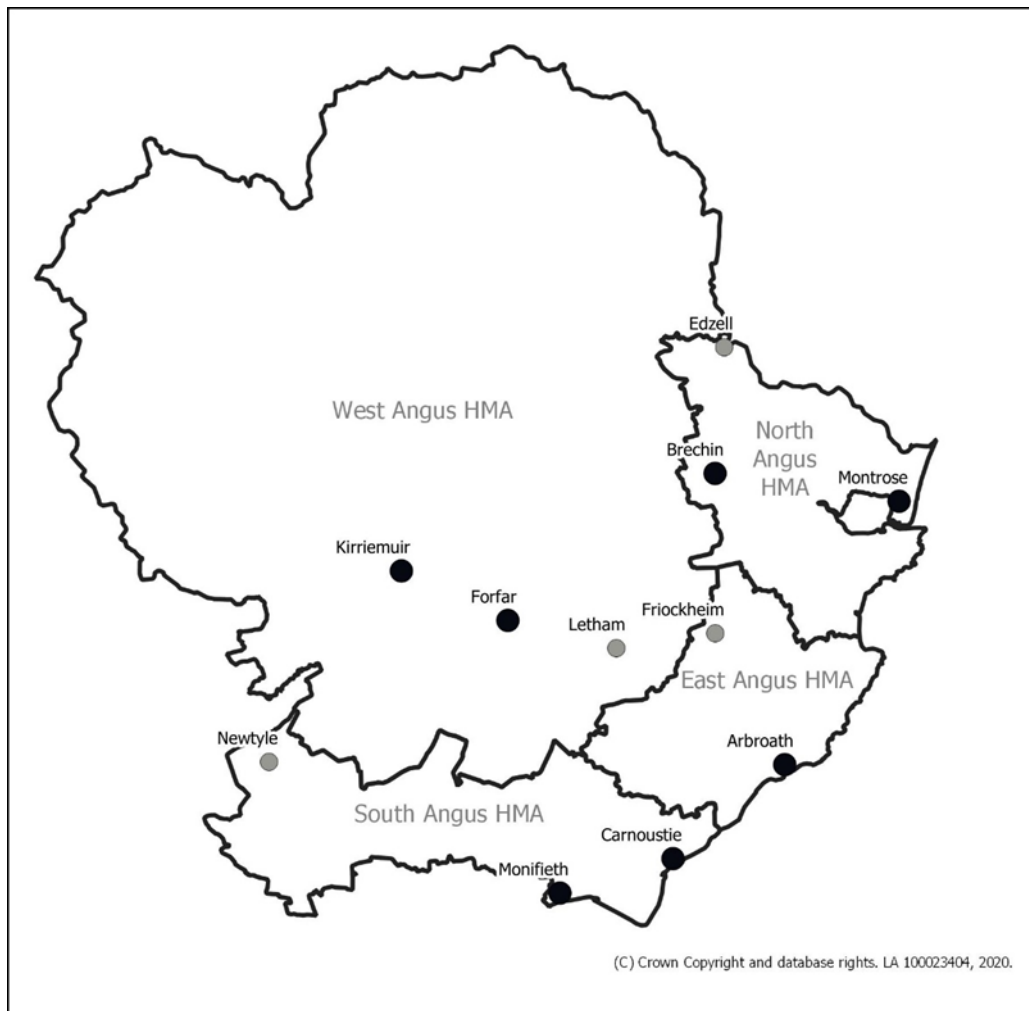 Edzell
West Angus HMA
North
Angus
HMA
Brechin
Montrose
Kirriemuir
Forfar
Letham
Friockheim
East Angus HMA
Newtyle
Arbroath
South Angus HMA
Carnoustie
Monifieth
(C) Crown Copyright and database rights. LA 100023404, 2020.